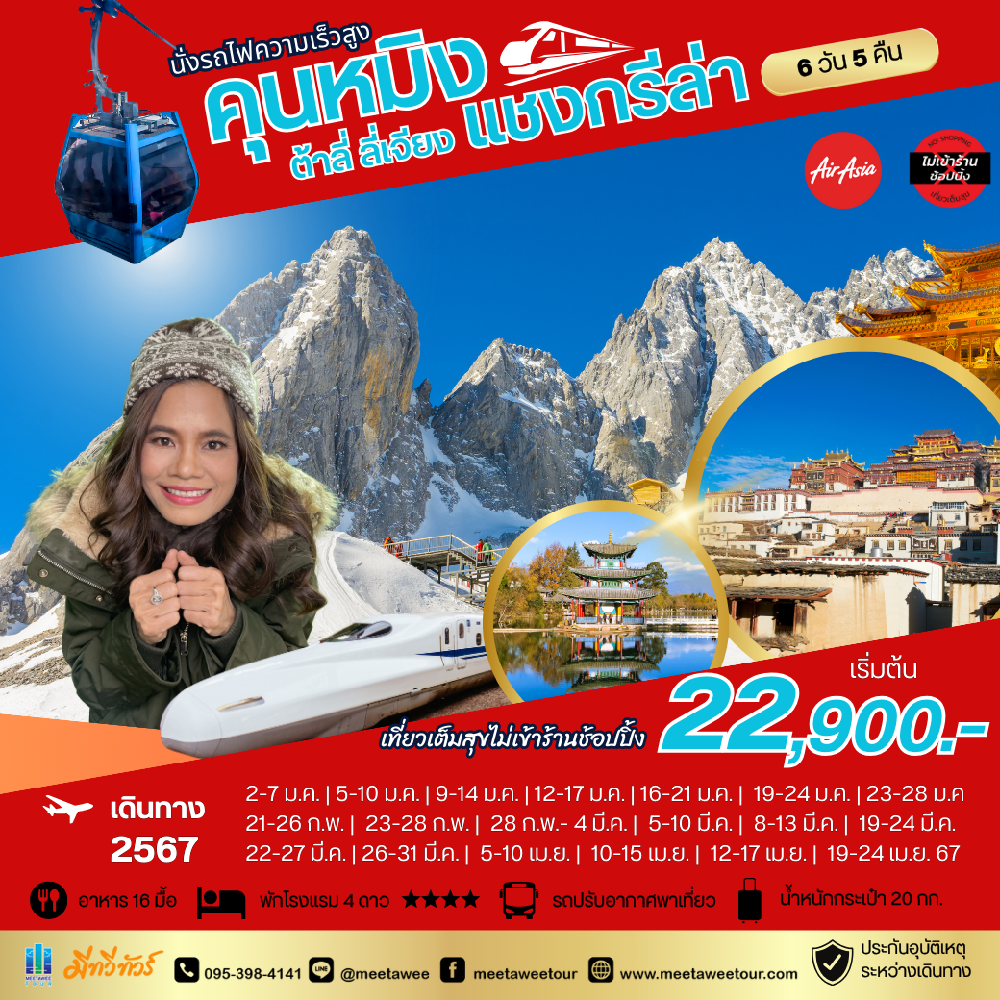 นั่งรถไฟความเร็วสูง
คุนหมิง
ต้าลี่ ลี่เจียง แชงกรีล่า
6 วัน 5 คืน
AirAsia
NO! SHOPPING
ไม่เข้าร้าน
ช้อปปิ้ง
เที่ยวเต็มสุข
เริ่มต้น
เที่ยวเต็มสุขไม่เข้าร้านช้อปปิ้ง
22,900.-
เดินทาง
2567
2-7 ม.ค. | 5-10 ม.ค. | 9-14 ม.ค. | 12-17 ม.ค. | 16-21 ม.ค. | 19-24 ม.ค. | 23-28 ม.ค
21-26 ก.พ. | 23-28 ก.พ. | 28 ก.พ.- 4 มี.ค. | 5-10 มี.ค. | 8-13 มี.ค. | 19-24 มี.ค.
22-27 มี.ค. | 26-31 มี.ค. | 5-10 เม.ย. | 10-15 เม.ย. | 12-17 เม.ย. | 19-24 เม.ย. 67
อาหาร 16 มื้อ พักโรงแรม 4 ดาว รถปรับอากาศพาเที่ยว น้ำหนักกระเป๋า 20 กก.
MEETAWEE
TOUR
มีทวีทัวร์
095-398-4141 LINE @meetawee f meetaweetour www.meetaweetour.com
ประกันอุบัติเหตุ
ระหว่างเดินทาง